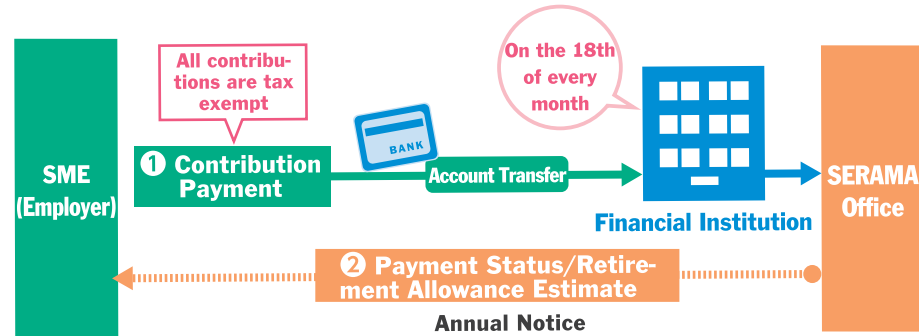 All contribu-
tions are tax
exempt
On the 18th
of every
month
SME
(Employer)
1 Contribution
Payment
BANK
Account Transfer
Financial Institution
SERAMA
Office
2 Payment Status/Retire-
ment Allowance Estimate
Annual Notice